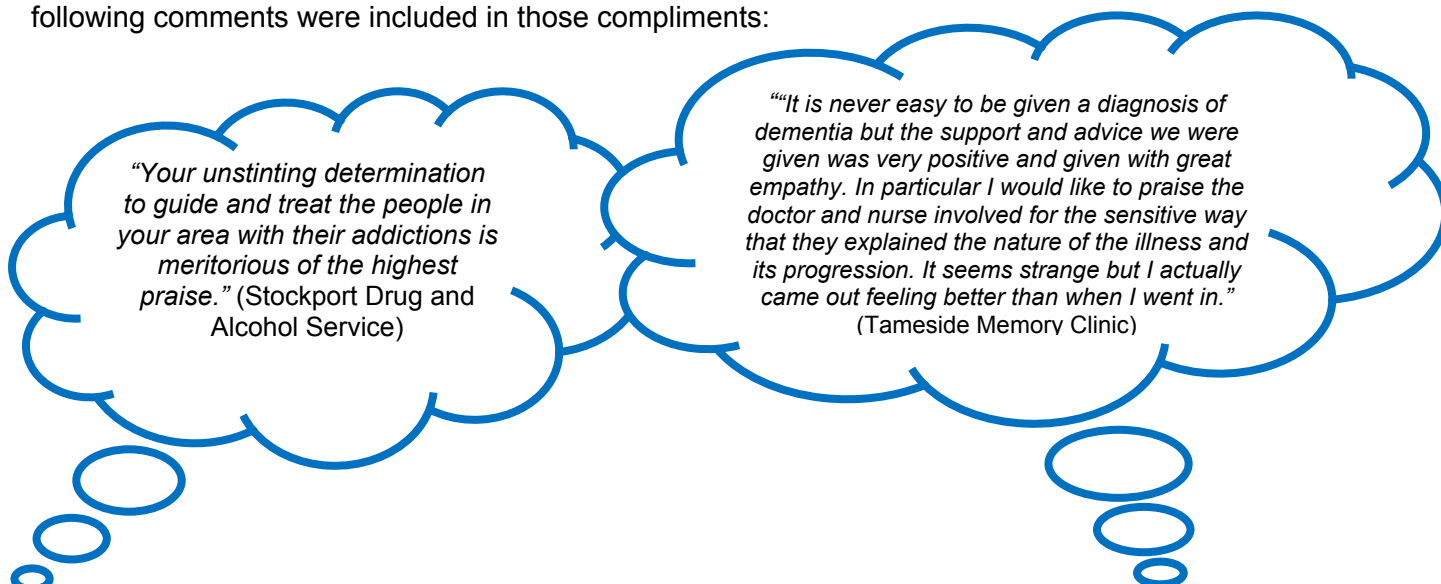 following comments were included in those compliments:
“Your unstinting determination
to guide and treat the people in
your area with their addictions is
meritorious of the highest
praise.” (Stockport Drug and
Alcohol Service)
““It is never easy to be given a diagnosis of
dementia but the support and advice we were
given was very positive and given with great
empathy. In particular I would like to praise the
doctor and nurse involved for the sensitive way
that they explained the nature of the illness and
its progression. It seems strange but I actually
came out feeling better than when I went in.”
(Tameside Memory Clinic)